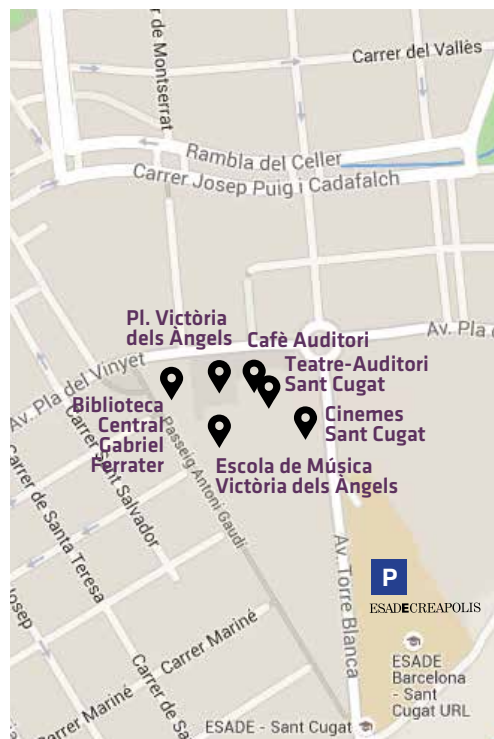 r de Montserrat
Carrer del Vallès
Rambla del Celler
Carrer Josep Puig i Cadafalch
Pl. Victòria
dels Àngels
Cafè Auditori
Av. Pla d
Teatre-Auditori
Sant Cugat
Av. Pla del Vinyet
Biblioteca
Central
Gabriel
Ferrater
Cinemes
Sant Cugat
Escola de Música
Victòria dels Àngels
Passeig Antoni Gaudí
Carrer Sant Salvador
Carrer de Santa Teresa
Av. Torre Blanca
P
ESADECREAPOLIS
Josep
Carrer Mariné
ESADE
Barcelona
- Sant
Cugat URL
Carrer de Sa
Carrer Mariné
ESADE - Sant Cugat